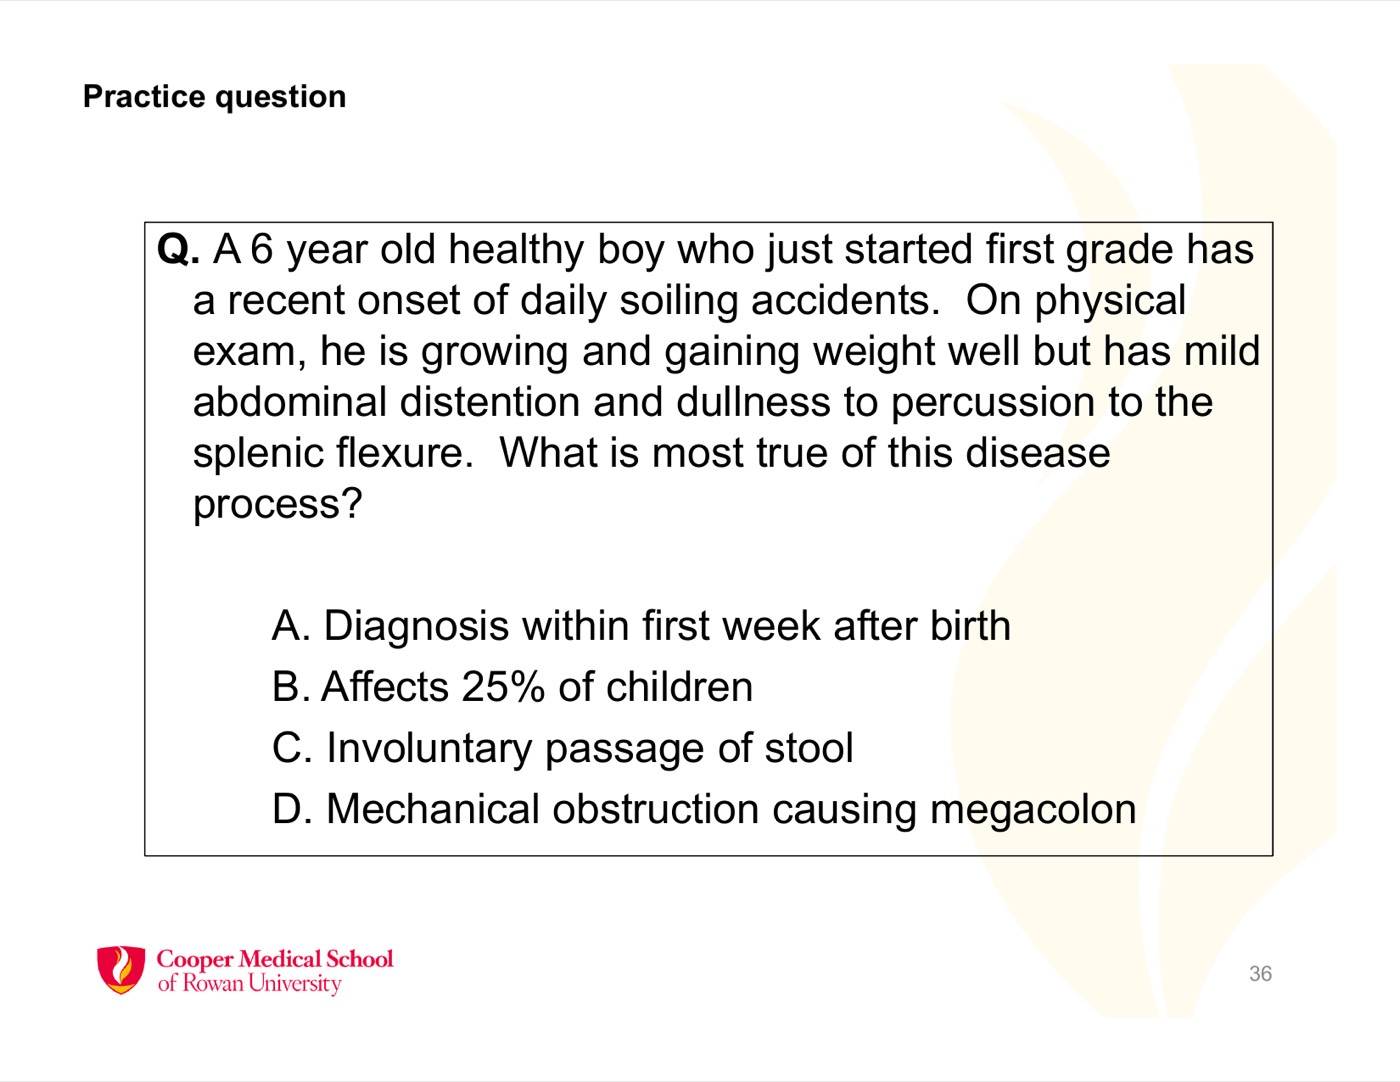 Practice question
Q. A 6 year old healthy boy who just started first grade has
a recent onset of daily soiling accidents.  On physical
exam, he is growing and gaining weight well but has mild
abdominal distention and dullness to percussion to the
splenic flexure.  What is most true of this disease
process?
A. Diagnosis within first week after birth
B. Affects 25% of children
C. Involuntary passage of stool
D. Mechanical obstruction causing megacolon
Cooper Medical School
of Rowan University
36